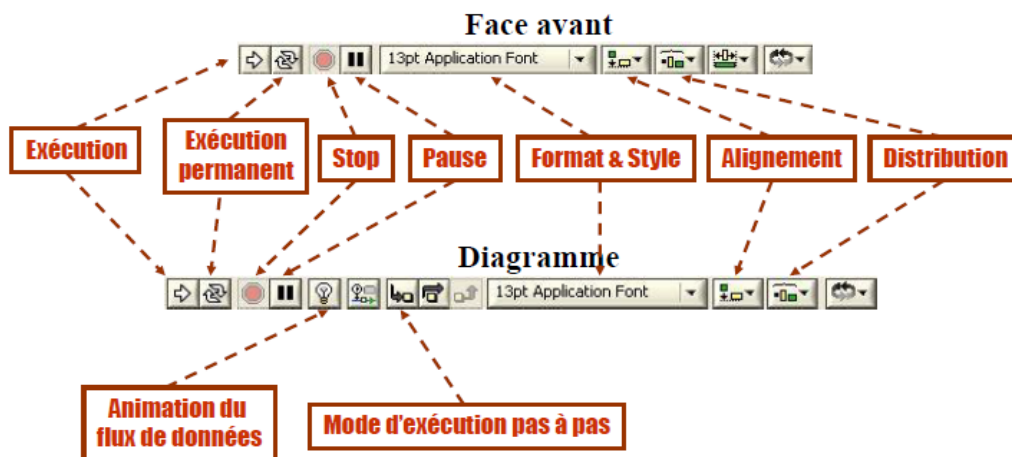 Face avant
13pt Application Font
Exécution
Exécution
permanent
Stop
Pause
Format & Style
Alignement
Distribution
Diagramme
13pt Application Font
Animation du
flux de données
Mode d'exécution pas à pas